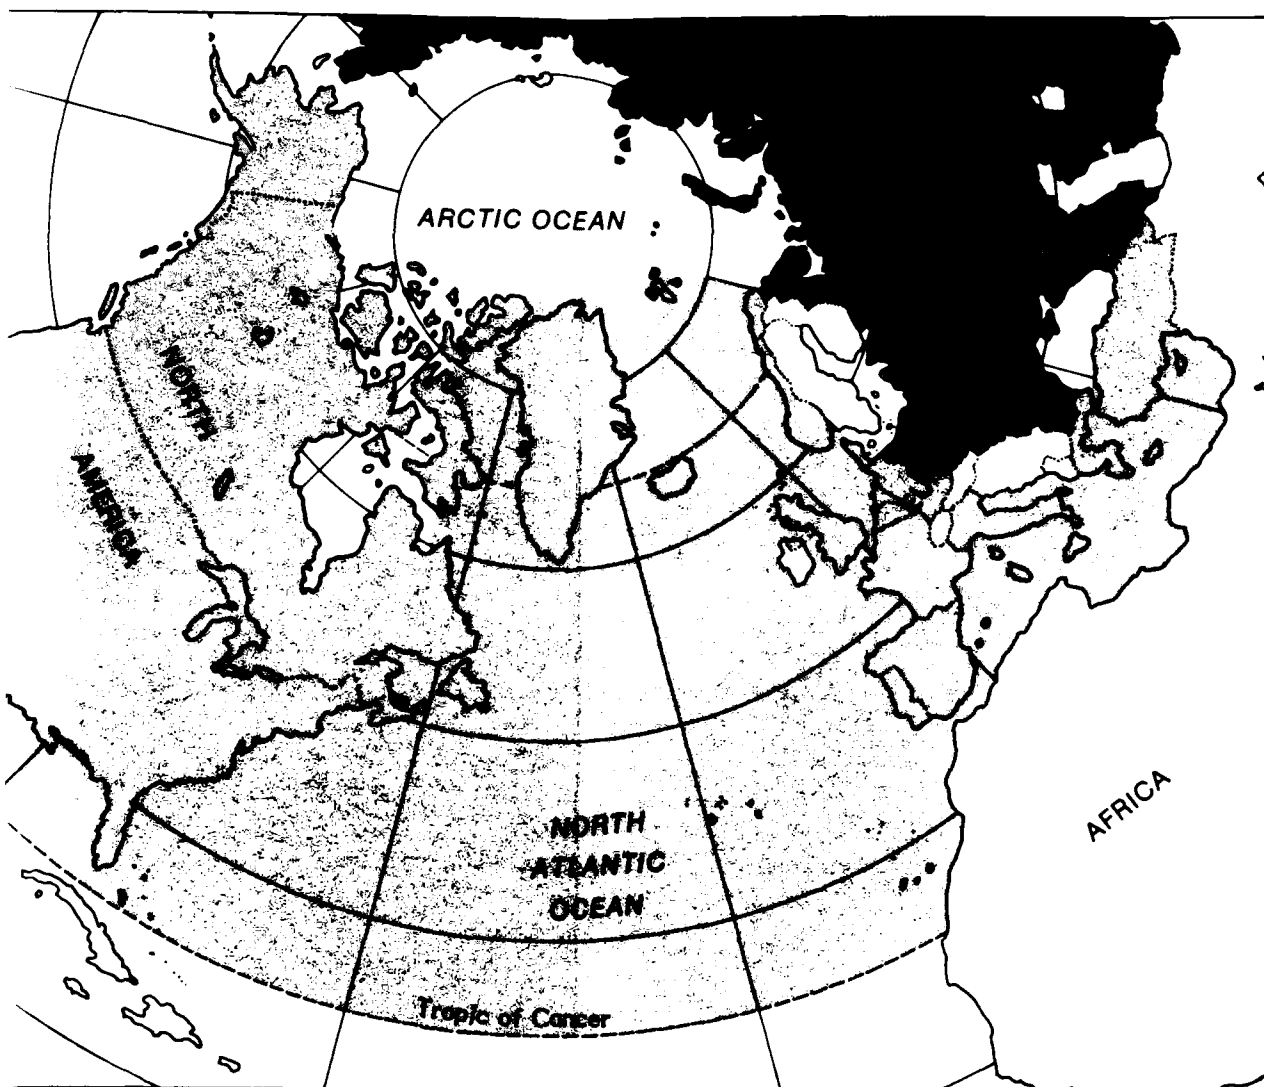 ARCTIC OCEAN
NORTH
AMERICA
NORTH
ATLANTIC
OCEAN
AFRICA
Tropic of Cancer